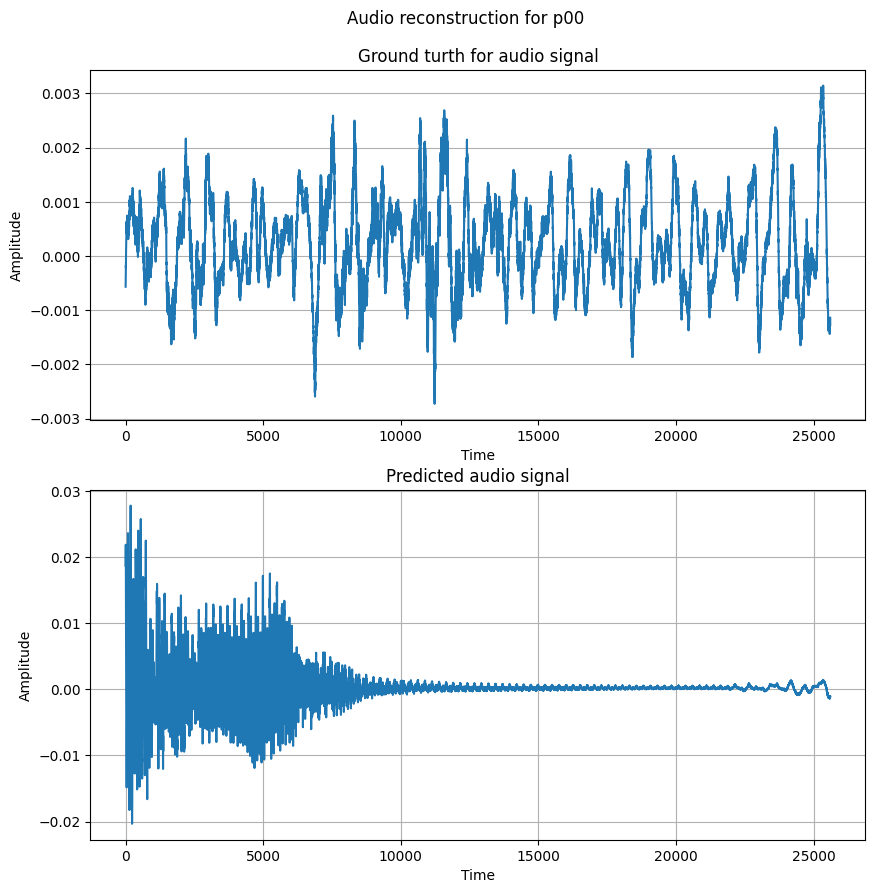 Audio reconstruction for p00
Ground turth for audio signal
0.003
0.002
0.001
0.000
−0.001
−0.002
−0.003
Amplitude
0 5000 10000 15000 20000 25000
Time
Predicted audio signal
0.03
0.02
0.01
0.00
−0.01
−0.02
Amplitude
0 5000 10000 15000 20000 25000
Time